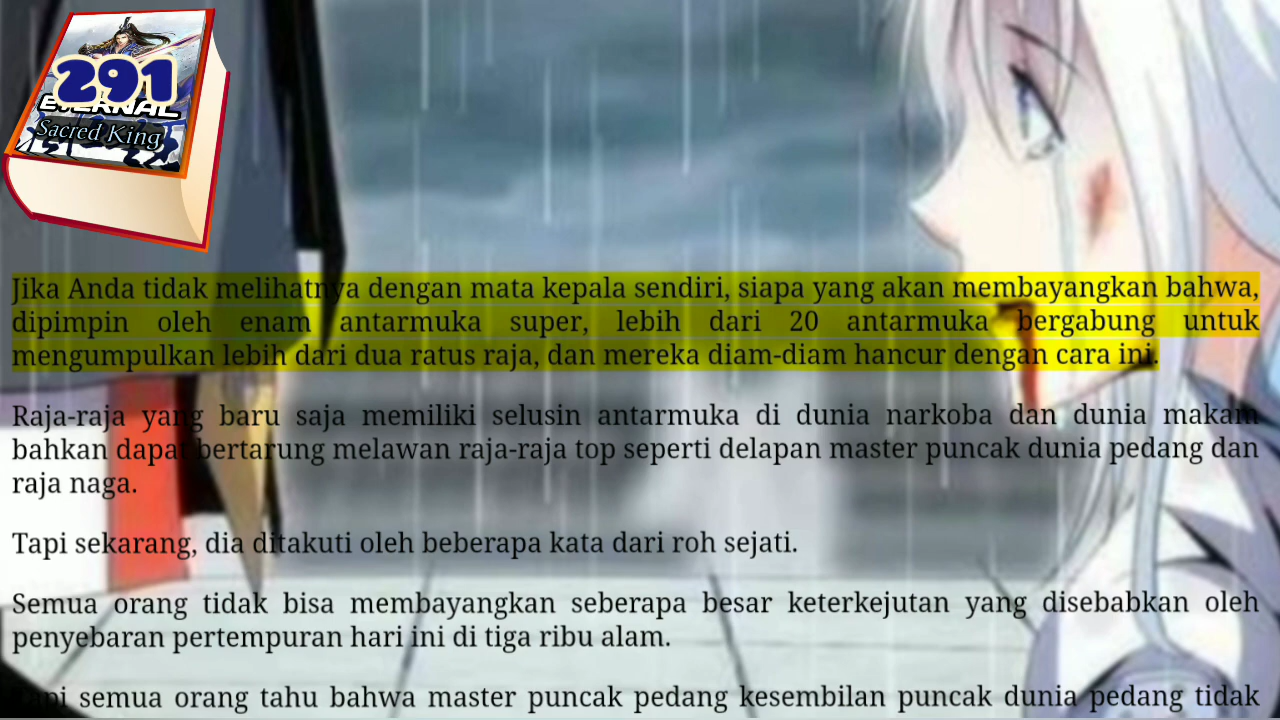 291
ETERNAL
Sacred King
Jika Anda tidak melihatnya dengan mata kepala sendiri, siapa yang akan membayangkan bahwa,
dipimpin oleh enam antarmuka super, lebih dari 20 antarmuka bergabung untuk
mengumpulkan lebih dari dua ratus raja, dan mereka diam-diam hancur dengan cara ini.
Raja-raja yang baru saja memiliki selusin antarmuka di dunia narkoba dan dunia makam
bahkan dapat bertarung melawan raja-raja top seperti delapan master puncak dunia pedang dan
raja naga.
Tapi sekarang, dia ditakuti oleh beberapa kata dari roh sejati.
Semua orang tidak bisa membayangkan seberapa besar keterkejutan yang disebabkan oleh
penyebaran pertempuran hari ini di tiga ribu alam.
Tapi semua orang tahu bahwa master puncak pedang kesembilan puncak dunia pedang tidak